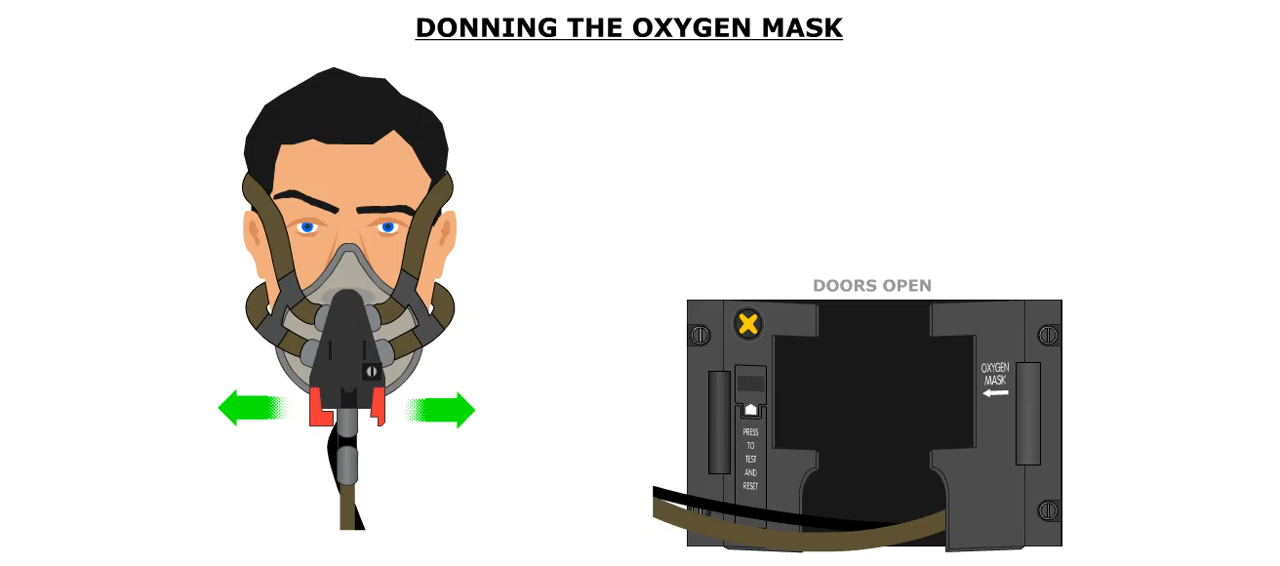 DONNING THE OXYGEN MASK
DOORS OPEN
OXYGEN
MASK
PRESS
TO
TEST
AND
RESET